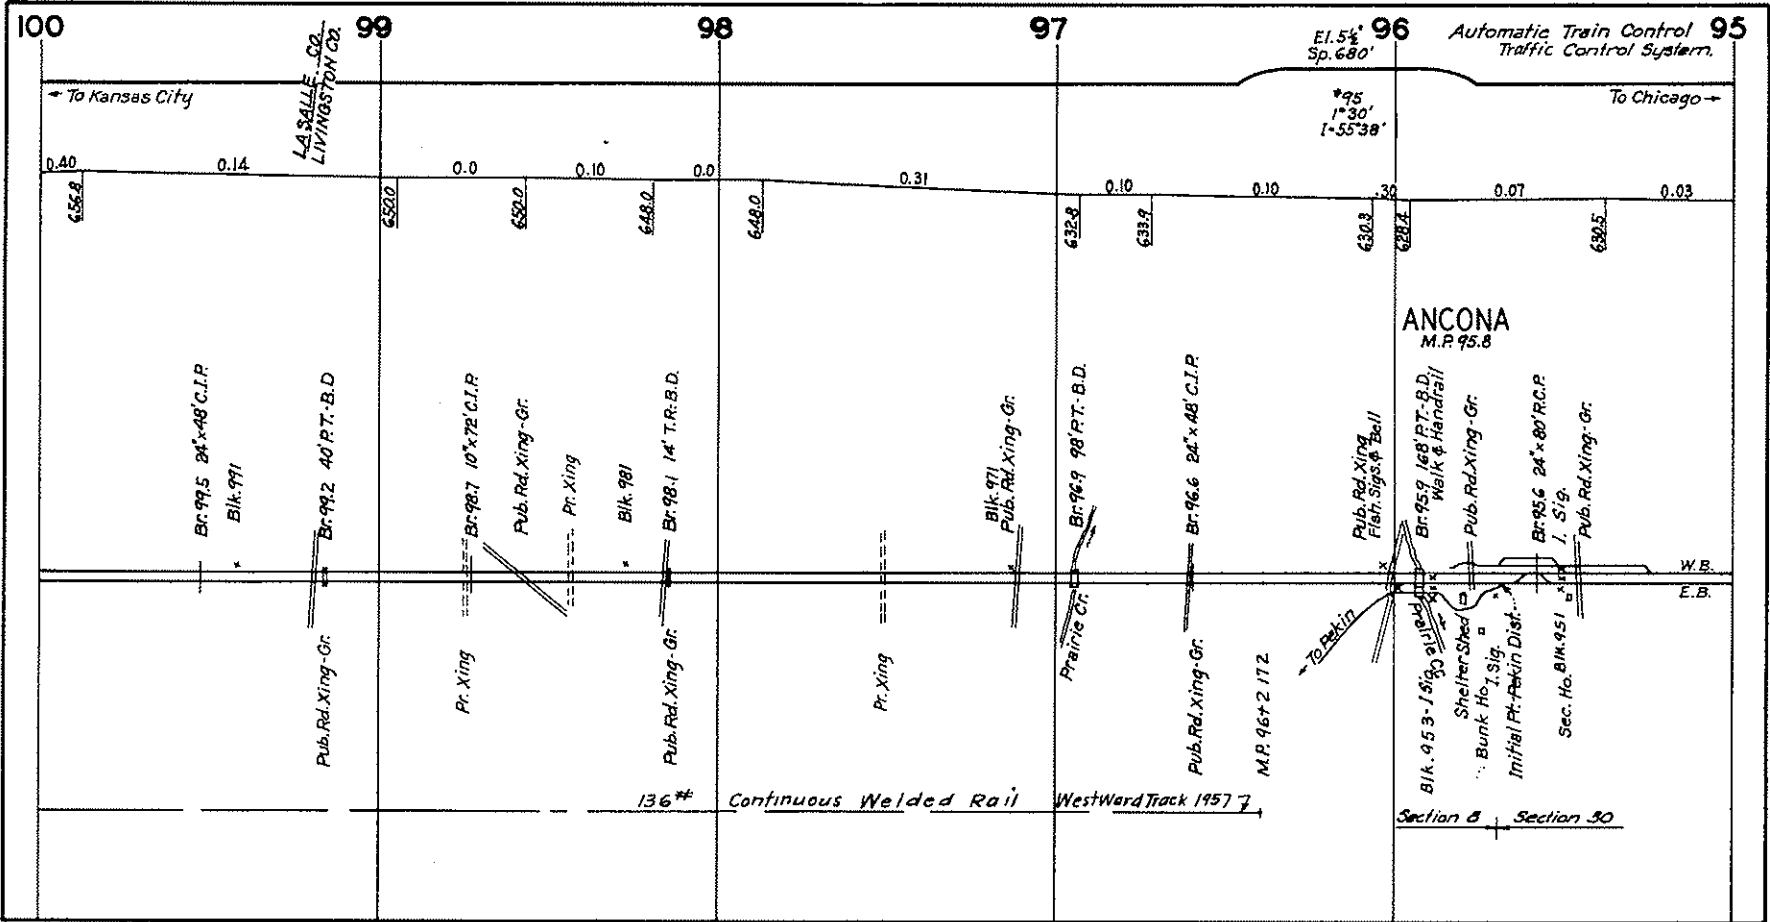 100
99
98
97
96
95
LASALLE CO.
LIVINGSTON CO.
El. 5½"
Sp. 680'
Automatic Train Control
Traffic Control System.
← To Kansas City
To Chicago →
#95
1°30'
I=55°38'
0.40
0.14
0.0
0.10
0.0
0.31
0.10
0.10
.30
0.07
0.03
656.8
650.0
650.0
648.0
648.0
632.8
633.9
630.3
628.4
630.5
ANCONA
M.P. 95.8
Br. 99.5 24"x48' C.I.P.
Blk. 991
Br. 99.2 40' P.T.-B.D
Br. 98.7 10"x72' C.I.P.
Pub. Rd. Xing-Gr.
Pr. Xing
Blk. 981
Br. 98.1 14' T.R.-B.D.
Blk. 971
Pub. Rd. Xing-Gr.
Br. 96.9 98' P.T.-B.D.
Br. 96.6 24"x48' C.I.P.
Pub. Rd. Xing
Flsh. Sigs. & Bell
Br. 95.9 168' P.T.-B.D.
Walk & Handrail
Pub. Rd. Xing-Gr.
Br. 95.6 24"x80' R.C.P.
I. Sig.
Pub. Rd. Xing-Gr.
W.B.
E.B.
Pub. Rd. Xing-Gr.
Pr. Xing
Pub. Rd. Xing-Gr.
Pr. Xing
Prairie Cr.
Pub. Rd. Xing-Gr.
M.P. 96+2172
← To Pekin
Prairie Cr.
Blk. 953-I Sig.
Shelter Shed
Bunk Ho.
I. Sig.
Initial Pt.-Pekin Dist.
Sec. Ho. Blk. 951
136# Continuous Welded Rail WestWard Track 1957
Section 8
Section 30